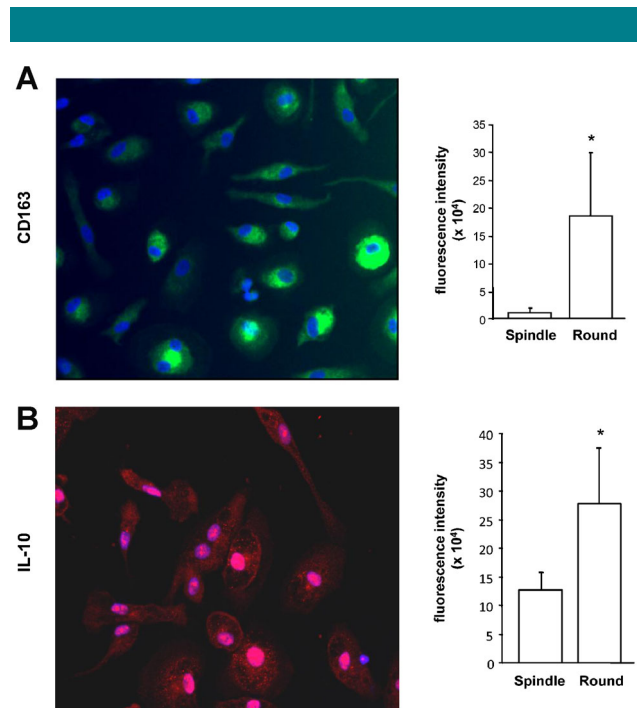 A
CD163
fluorescence intensity
(x 10⁴)
35
30
25
20
15
10
5
0
*
Spindle Round
B
IL-10
fluorescence intensity
(x 10⁴)
40
35
30
25
20
15
10
5
0
*
Spindle Round